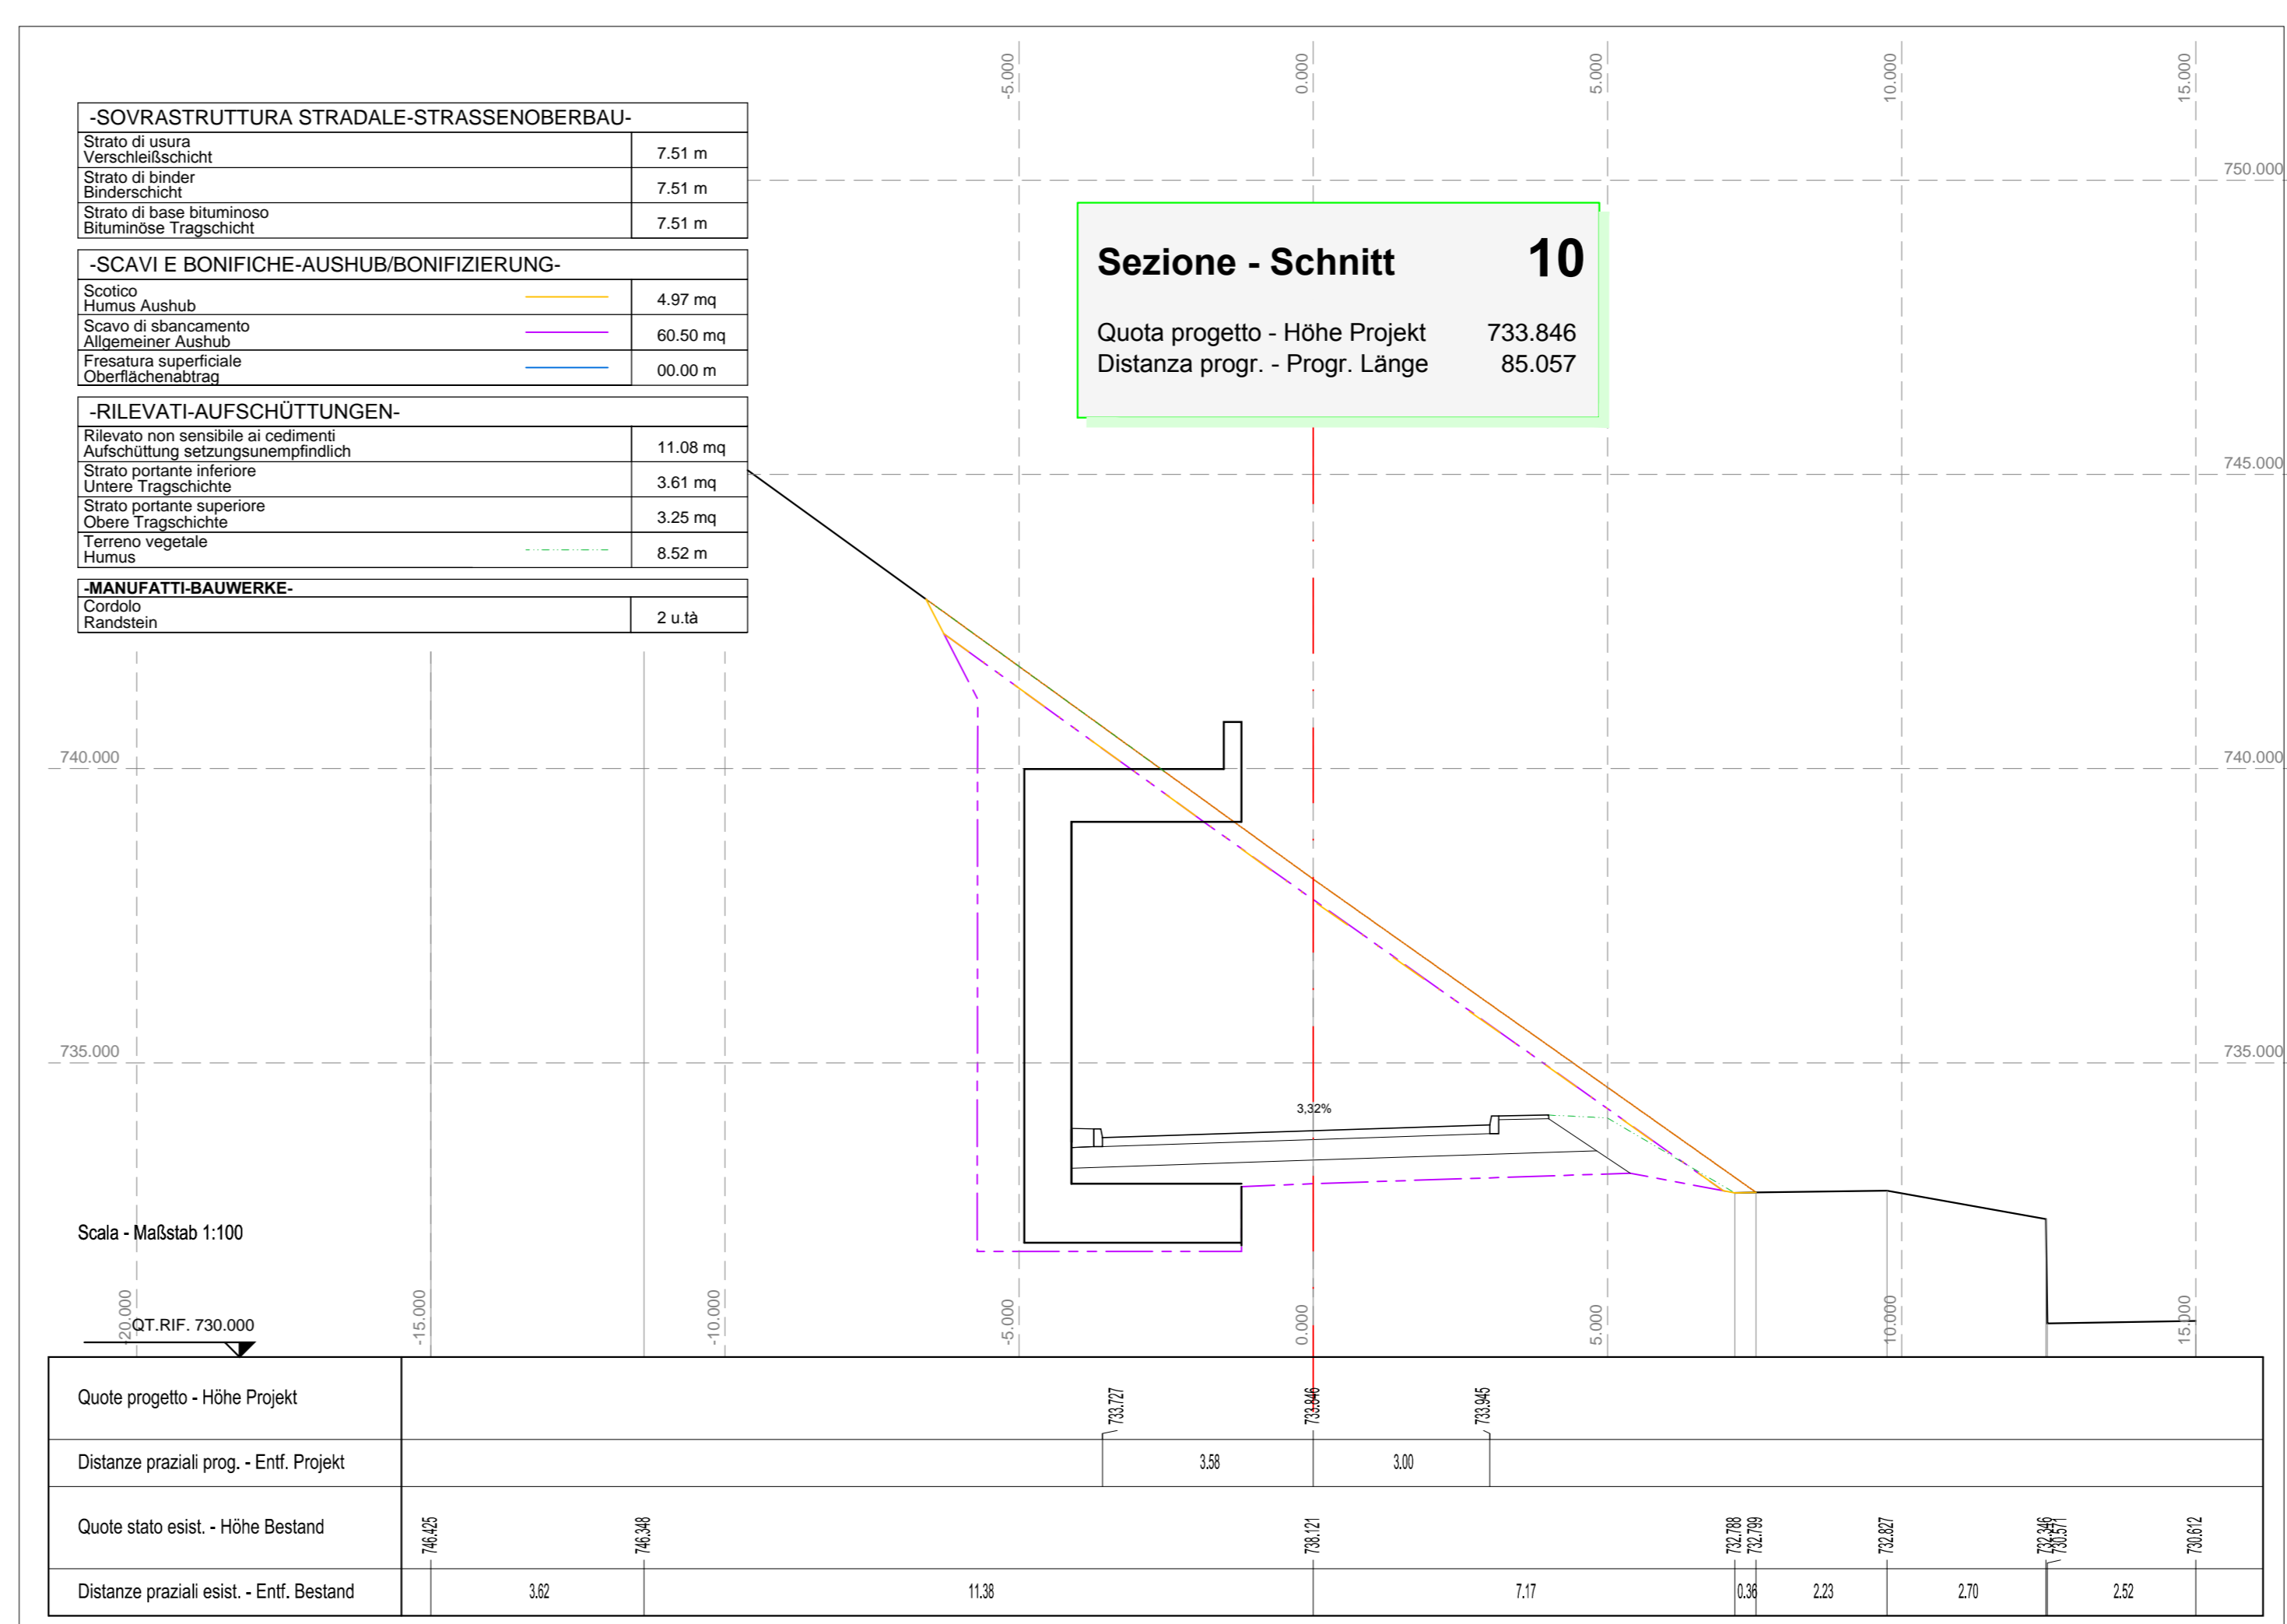 -5.000
0.000
5.000
10.000
15.000
-SOVRASTRUTTURA STRADALE-STRASSENOBERBAU-
Strato di usura
Verschleißschicht
7.51 m
Strato di binder
Binderschicht
7.51 m
Strato di base bituminoso
Bituminöse Tragschicht
7.51 m
-SCAVI E BONIFICHE-AUSHUB/BONIFIZIERUNG-
Scotico
Humus Aushub
4.97 mq
Scavo di sbancamento
Allgemeiner Aushub
60.50 mq
Fresatura superficiale
Oberflächenabtrag
00.00 m
-RILEVATI-AUFSCHÜTTUNGEN-
Rilevato non sensibile ai cedimenti
Aufschüttung setzungsunempfindlich
11.08 mq
Strato portante inferiore
Untere Tragschichte
3.61 mq
Strato portante superiore
Obere Tragschichte
3.25 mq
Terreno vegetale
Humus
8.52 m
-MANUFATTI-BAUWERKE-
Cordolo
Randstein
2 u.tà
Sezione - Schnitt 10
Quota progetto - Höhe Projekt 733.846
Distanza progr. - Progr. Länge 85.057
750.000
745.000
740.000
740.000
735.000
735.000
3,32%
Scala - Maßstab 1:100
QT.RIF. 730.000
-20.000
-15.000
-10.000
-5.000
0.000
5.000
10.000
15.000
Quote progetto - Höhe Projekt
733.727
733.846
733.945
Distanze praziali prog. - Entf. Projekt
3.58
3.00
Quote stato esist. - Höhe Bestand
746.425
746.348
738.121
732.788
732.799
732.827
732.346
730.571
730.612
Distanze praziali esist. - Entf. Bestand
3.62
11.38
7.17
0.36
2.23
2.70
2.52